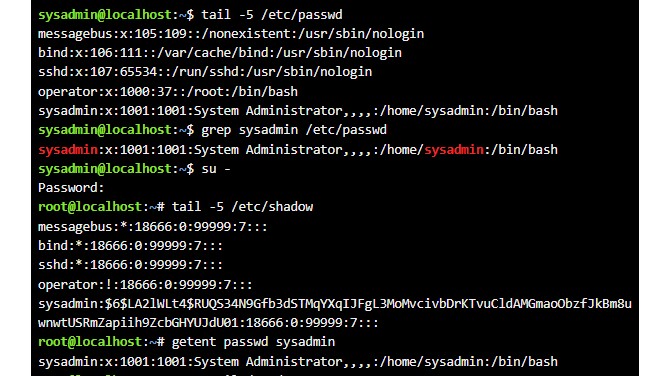 sysadmin@localhost:~$ tail -5 /etc/passwd
messagebus:x:105:109::/nonexistent:/usr/sbin/nologin
bind:x:106:111::/var/cache/bind:/usr/sbin/nologin
sshd:x:107:65534::/run/sshd:/usr/sbin/nologin
operator:x:1000:37::/root:/bin/bash
sysadmin:x:1001:1001:System Administrator,,,,:/home/sysadmin:/bin/bash
sysadmin@localhost:~$ grep sysadmin /etc/passwd
sysadmin:x:1001:1001:System Administrator,,,,:/home/sysadmin:/bin/bash
sysadmin@localhost:~$ su -
Password:
root@localhost:~# tail -5 /etc/shadow
messagebus:*:18666:0:99999:7:::
bind:*:18666:0:99999:7:::
sshd:*:18666:0:99999:7:::
operator:!:18666:0:99999:7:::
sysadmin:$6$LA2lWLt4$RUQS34N9Gfb3dSTMqYXqIJFgL3MoMvcivbDrKTvuCldAMGmaoObzfJkBm8u
wnwtUSRmZapiih9ZcbGHYUJdU01:18666:0:99999:7:::
root@localhost:~# getent passwd sysadmin
sysadmin:x:1001:1001:System Administrator,,,,:/home/sysadmin:/bin/bash